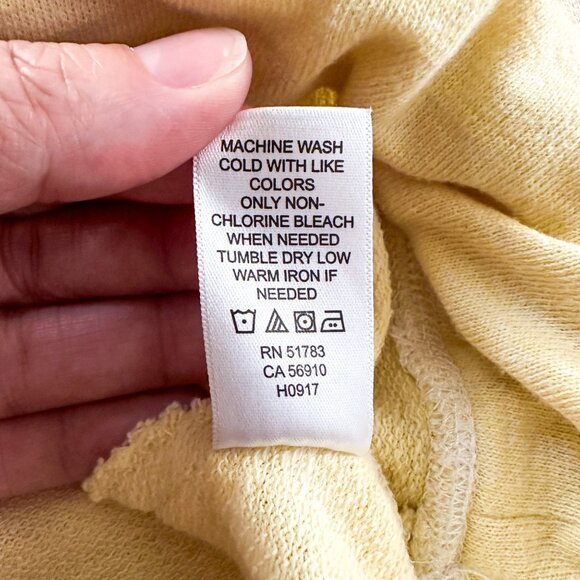 MACHINE WASH
COLD WITH LIKE
COLORS
ONLY NON-
CHLORINE BLEACH
WHEN NEEDED
TUMBLE DRY LOW
WARM IRON IF
NEEDED
RN 51783
CA 56910
H0917